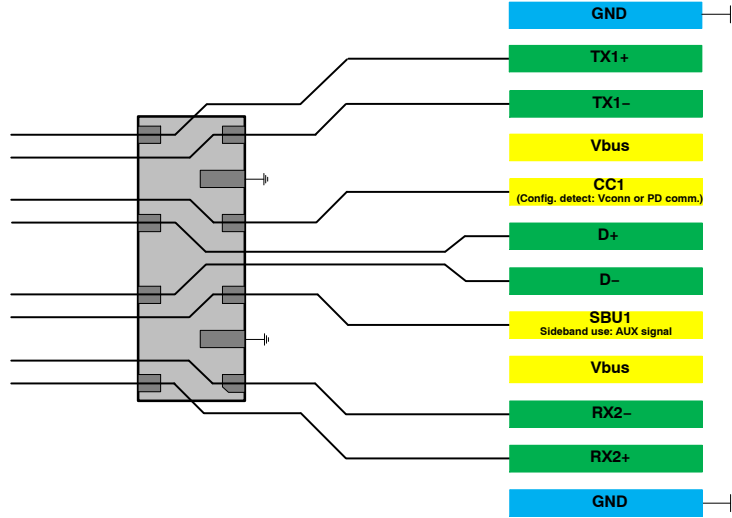 GND
TX1+
TX1−
Vbus
CC1
(Config. detect: Vconn or PD comm.)
D+
D−
SBU1
Sideband use: AUX signal
Vbus
RX2−
RX2+
GND